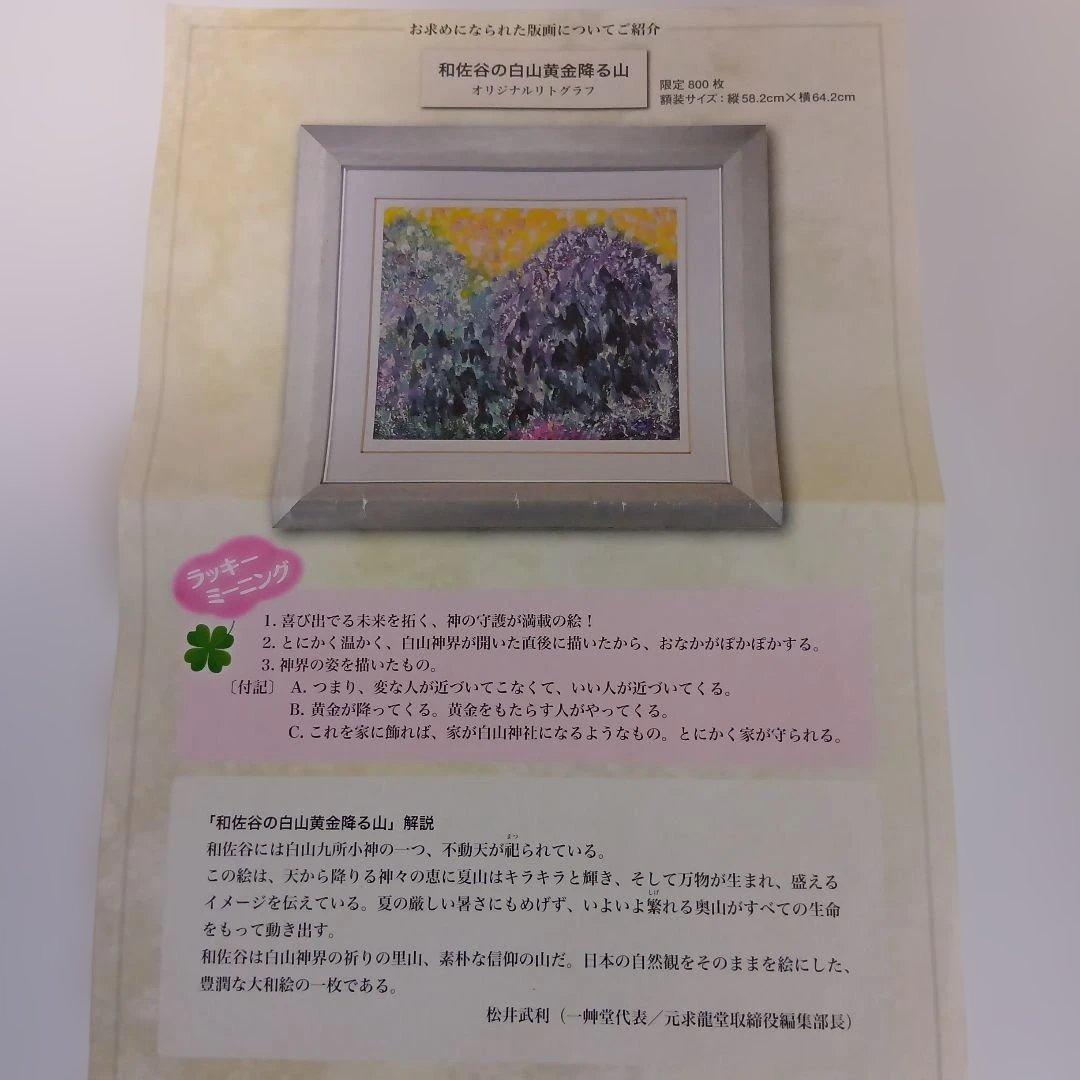 お求めになられた版画についてご紹介
和佐谷の白山黄金降る山
オリジナルリトグラフ
限定 800 枚
額装サイズ：縦58.2cm×横64.2cm
ラッキー
ミーニング
1. 喜び出でる未来を拓く、神の守護が満載の絵！
2. とにかく温かく、白山神界が開いた直後に描いたから、おなかがぽかぽかする。
3. 神界の姿を描いたもの。
〔付記〕 A. つまり、変な人が近づいてこなくて、いい人が近づいてくる。
B. 黄金が降ってくる。黄金をもたらす人がやってくる。
C. これを家に飾れば、家が白山神社になるようなもの。とにかく家が守られる。
「和佐谷の白山黄金降る山」解説
まつ
和佐谷には白山九所小神の一つ、不動天が祀られている。
この絵は、天から降りる神々の恵に夏山はキラキラと輝き、そして万物が生まれ、盛える
しげ
イメージを伝えている。夏の厳しい暑さにもめげず、いよいよ繁れる奥山がすべての生命
をもって動き出す。
和佐谷は白山神界の祈りの里山、素朴な信仰の山だ。日本の自然観をそのままを絵にした、
豊潤な大和絵の一枚である。
松井武利（一艸堂代表／元求龍堂取締役編集部長）